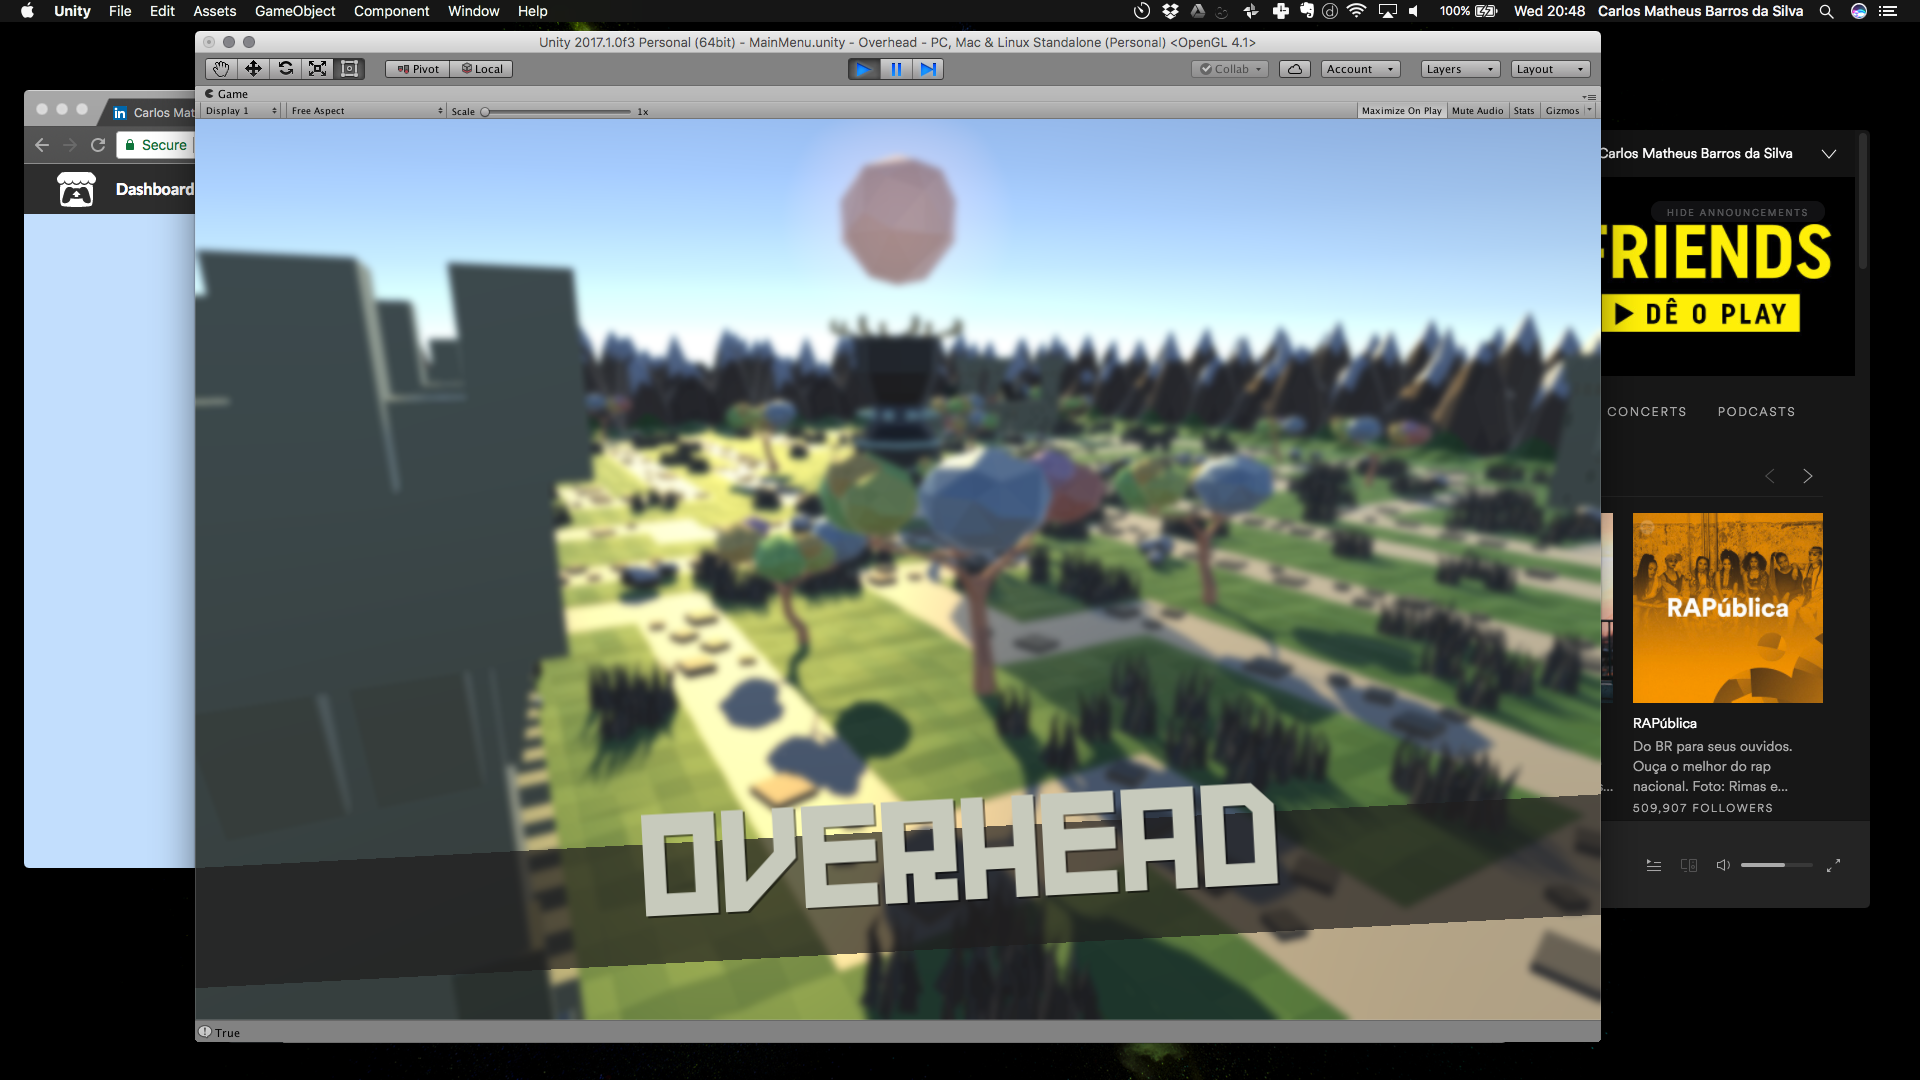 Unity File Edit Assets GameObject Component Window Help
100% Wed 20:48 Carlos Matheus Barros da Silva
Unity 2017.1.0f3 Personal (64bit) - MainMenu.unity - Overhead - PC, Mac & Linux Standalone (Personal) <OpenGL 4.1>
Pivot Local Collab Account Layers Layout
Game
Display 1 Free Aspect Scale 1x Maximize On Play Mute Audio Stats Gizmos
in Carlos Mat
Secure
Dashboard
Carlos Matheus Barros da Silva
HIDE ANNOUNCEMENTS
FRIENDS
DÊ O PLAY
CONCERTS PODCASTS
RAPública
RAPública
Do BR para seus ouvidos.
Ouça o melhor do rap
nacional. Foto: Rimas e...
509,907 FOLLOWERS
OVERHEAD
True